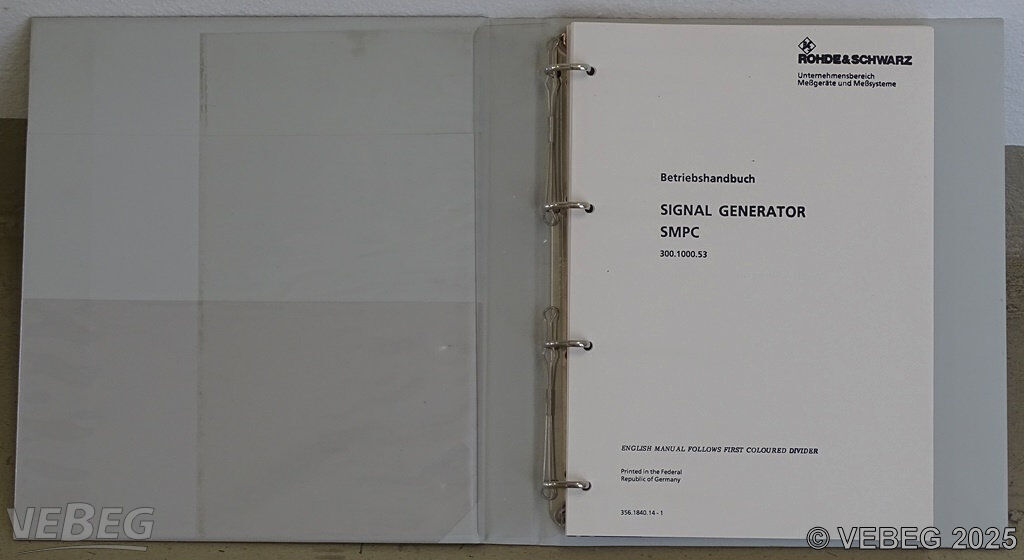 ROHDE&SCHWARZ
Unternehmensbereich
Meßgeräte und Meßsysteme
Betriebshandbuch
SIGNAL GENERATOR
SMPC
300.1000.53
ENGLISH MANUAL FOLLOWS FIRST COLOURED DIVIDER
Printed in the Federal
Republic of Germany
356.1840.14 - 1
VEBEG
© VEBEG 2025